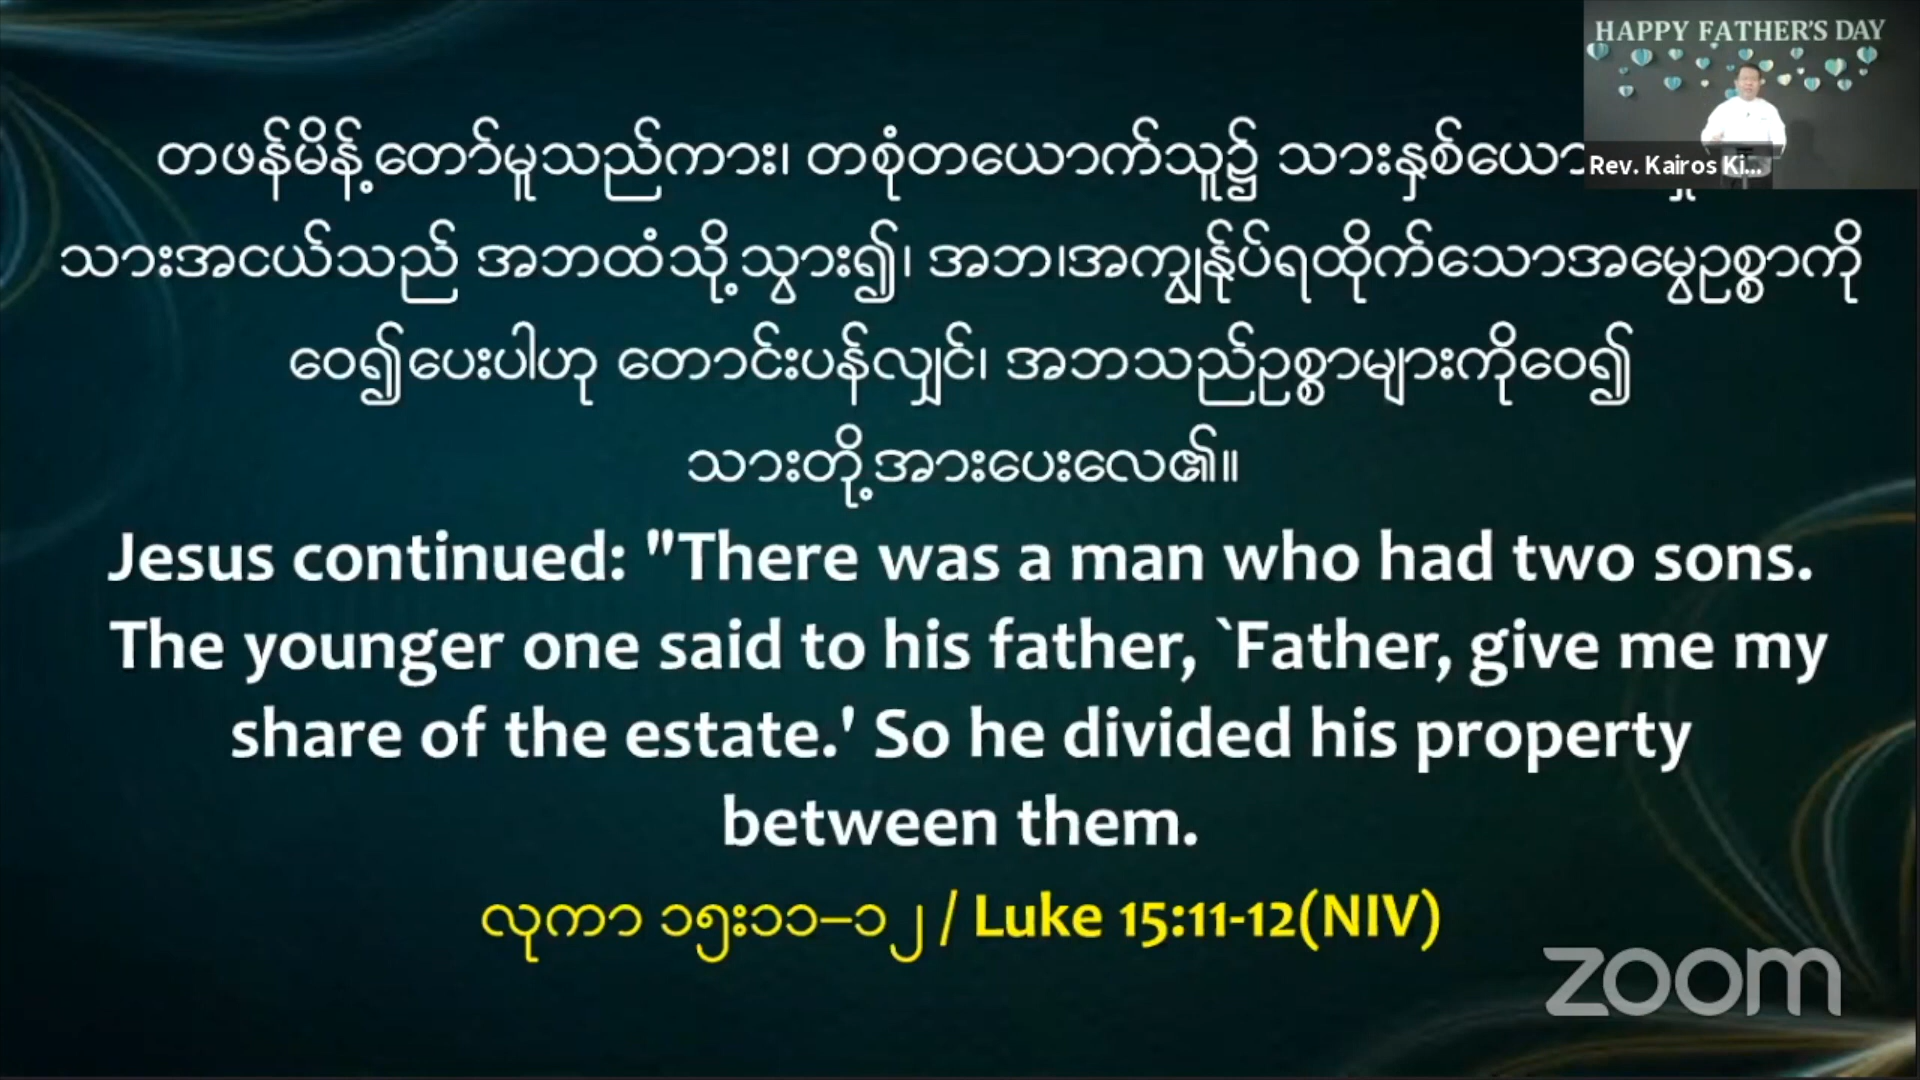 HAPPY FATHER'S DAY
Rev. Kairos Ki...
တဖန်မိန့်တော်မူသည်ကား၊ တစုံတယောက်သူ၌ သားနှစ်ယော
သားအငယ်သည် အဘထံသို့သွား၍၊ အဘ၊အကျွန်ုပ်ရထိုက်သောအမွေဥစ္စာကို
ဝေ၍ပေးပါဟု တောင်းပန်လျှင်၊ အဘသည်ဥစ္စာများကိုဝေ၍
သားတို့အားပေးလေ၏။
Jesus continued: "There was a man who had two sons.
The younger one said to his father, `Father, give me my
share of the estate.' So he divided his property
between them.
လုကာ ၁၅း၁၁–၁၂ / Luke 15:11-12(NIV)
zoom